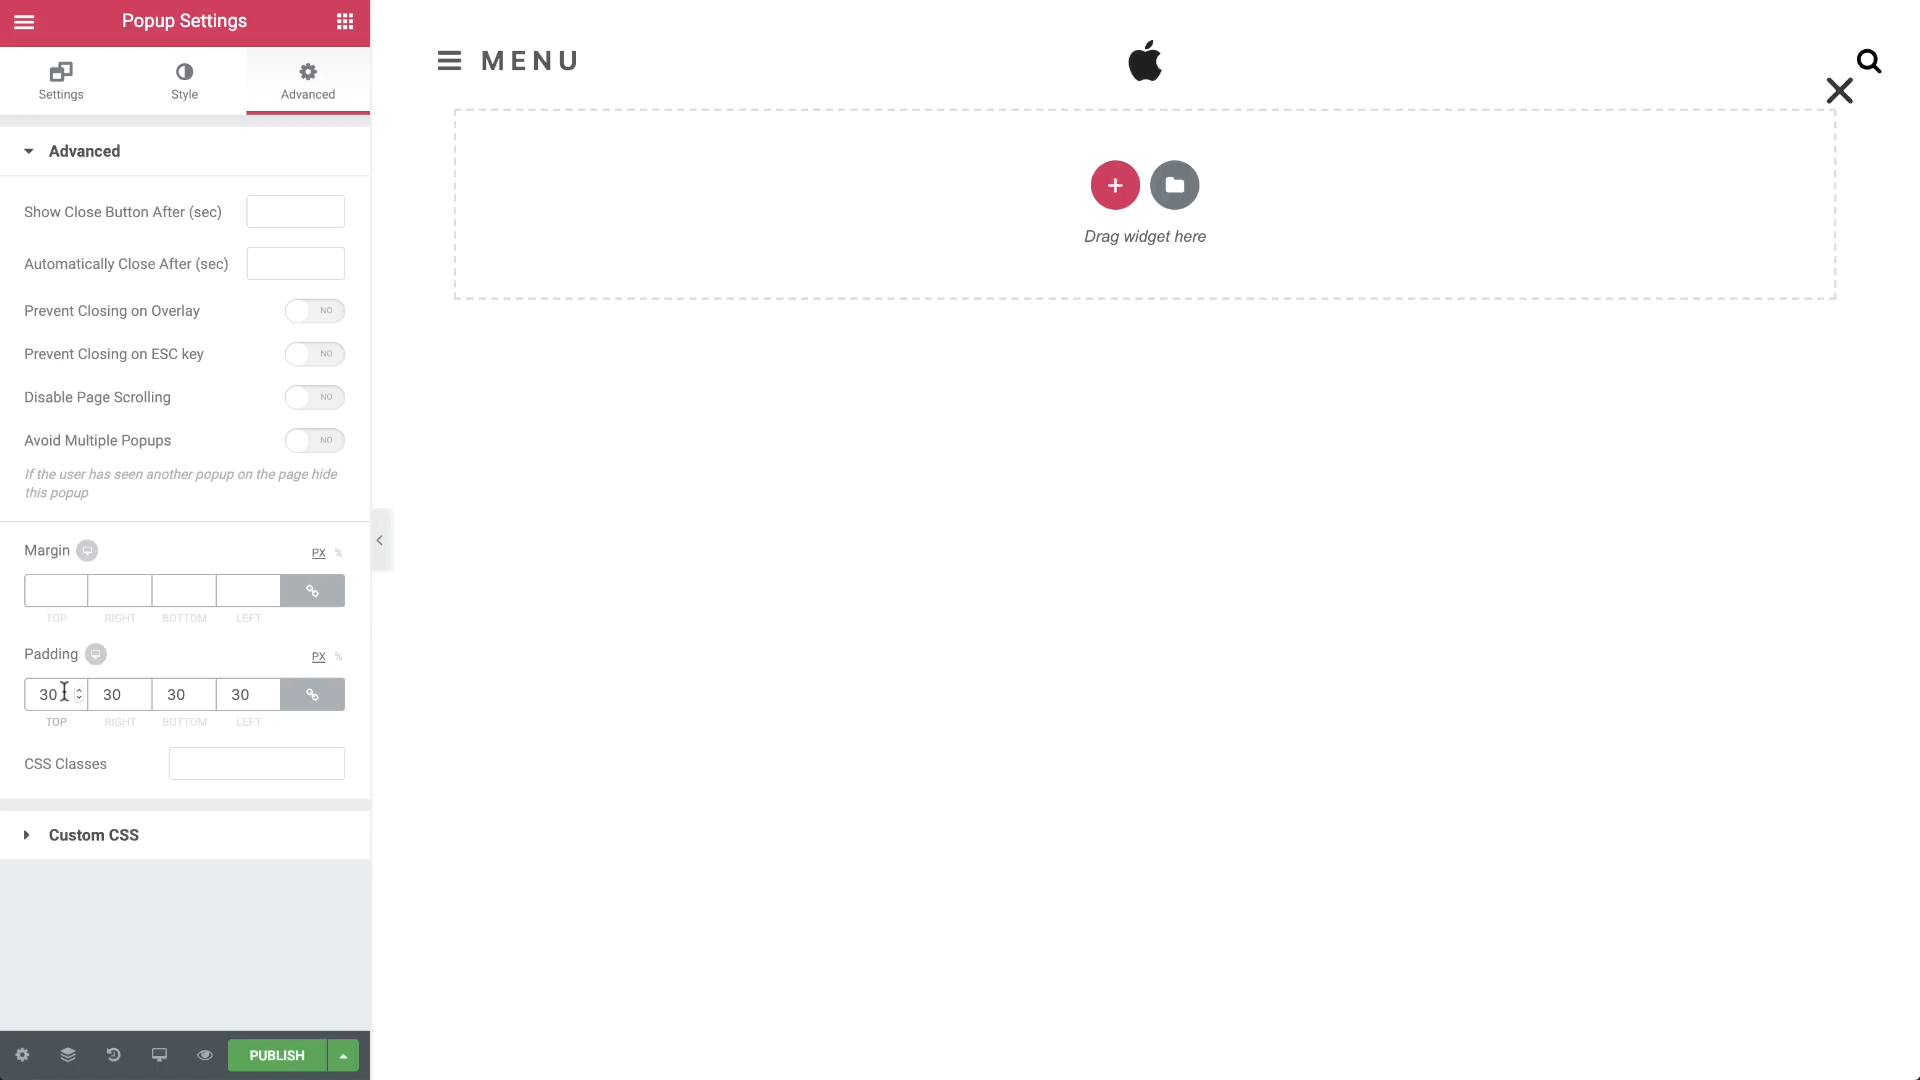 Popup Settings
Settings
Style
Advanced
Advanced
Show Close Button After (sec)
Automatically Close After (sec)
Prevent Closing on Overlay
NO
Prevent Closing on ESC key
NO
Disable Page Scrolling
NO
Avoid Multiple Popups
NO
If the user has seen another popup on the page hide
this popup
Margin
PX %
TOP RIGHT BOTTOM LEFT
Padding
PX %
30 30 30 30
TOP RIGHT BOTTOM LEFT
CSS Classes
Custom CSS
PUBLISH
MENU
Drag widget here